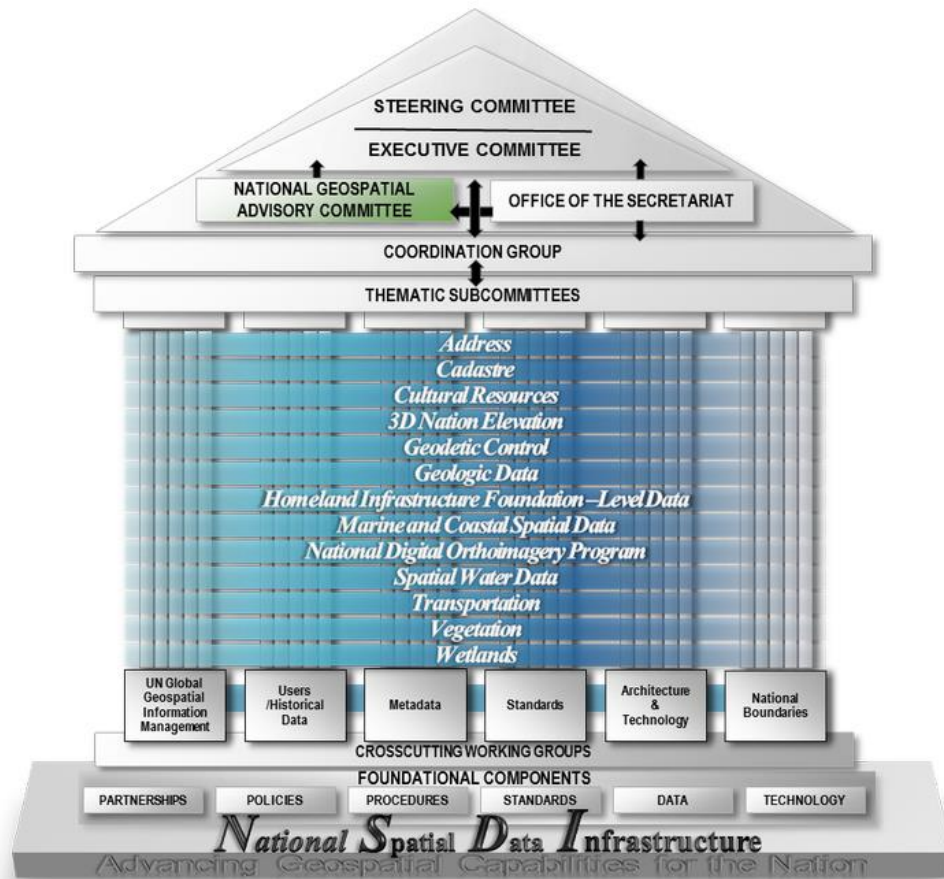 STEERING COMMITTEE
EXECUTIVE COMMITTEE
NATIONAL GEOSPATIAL
ADVISORY COMMITTEE
OFFICE OF THE SECRETARIAT
COORDINATION GROUP
THEMATIC SUBCOMMITTEES
Address
Cadastre
Cultural Resources
3D Nation Elevation
Geodetic Control
Geologic Data
Homeland Infrastructure Foundation–Level Data
Marine and Coastal Spatial Data
National Digital Orthoimagery Program
Spatial Water Data
Transportation
Vegetation
Wetlands
UN Global
Geospatial
Information
Management
Users
/Historical
Data
Metadata
Standards
Architecture
&
Technology
National
Boundaries
CROSSCUTTING WORKING GROUPS
FOUNDATIONAL COMPONENTS
PARTNERSHIPS
POLICIES
PROCEDURES
STANDARDS
DATA
TECHNOLOGY
National Spatial Data Infrastructure
Advancing Geospatial Capabilities for the Nation